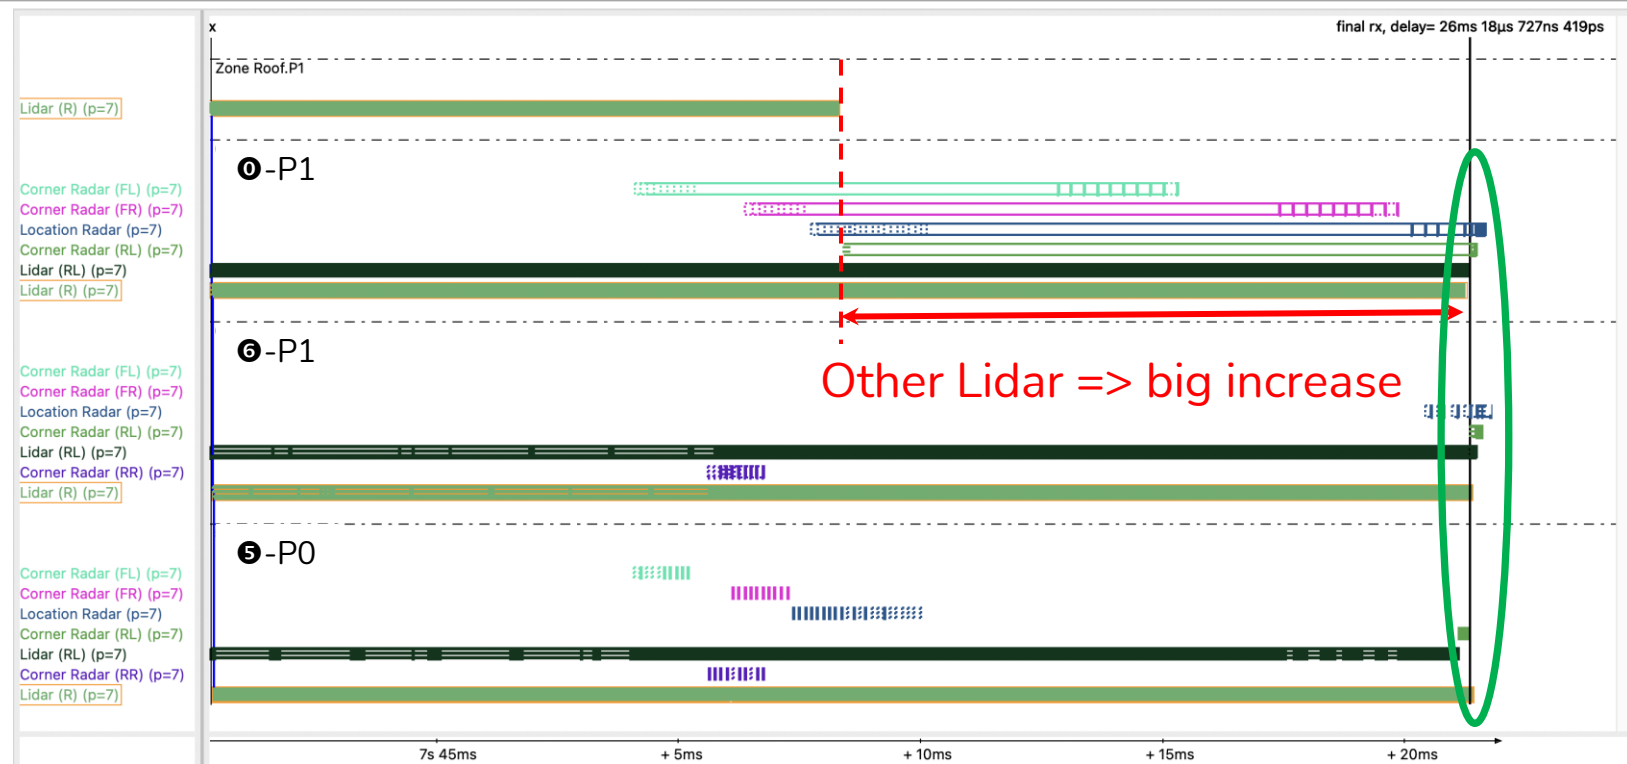 x
final rx, delay= 26ms 18µs 727ns 419ps
Zone Roof.P1
Lidar (R) (p=7)
⓿-P1
Corner Radar (FL) (p=7)
Corner Radar (FR) (p=7)
Location Radar (p=7)
Corner Radar (RL) (p=7)
Lidar (RL) (p=7)
Lidar (R) (p=7)
❻-P1
Other Lidar => big increase
Corner Radar (FL) (p=7)
Corner Radar (FR) (p=7)
Location Radar (p=7)
Corner Radar (RL) (p=7)
Lidar (RL) (p=7)
Corner Radar (RR) (p=7)
Lidar (R) (p=7)
❺-P0
Corner Radar (FL) (p=7)
Corner Radar (FR) (p=7)
Location Radar (p=7)
Corner Radar (RL) (p=7)
Lidar (RL) (p=7)
Corner Radar (RR) (p=7)
Lidar (R) (p=7)
7s 45ms + 5ms + 10ms + 15ms + 20ms